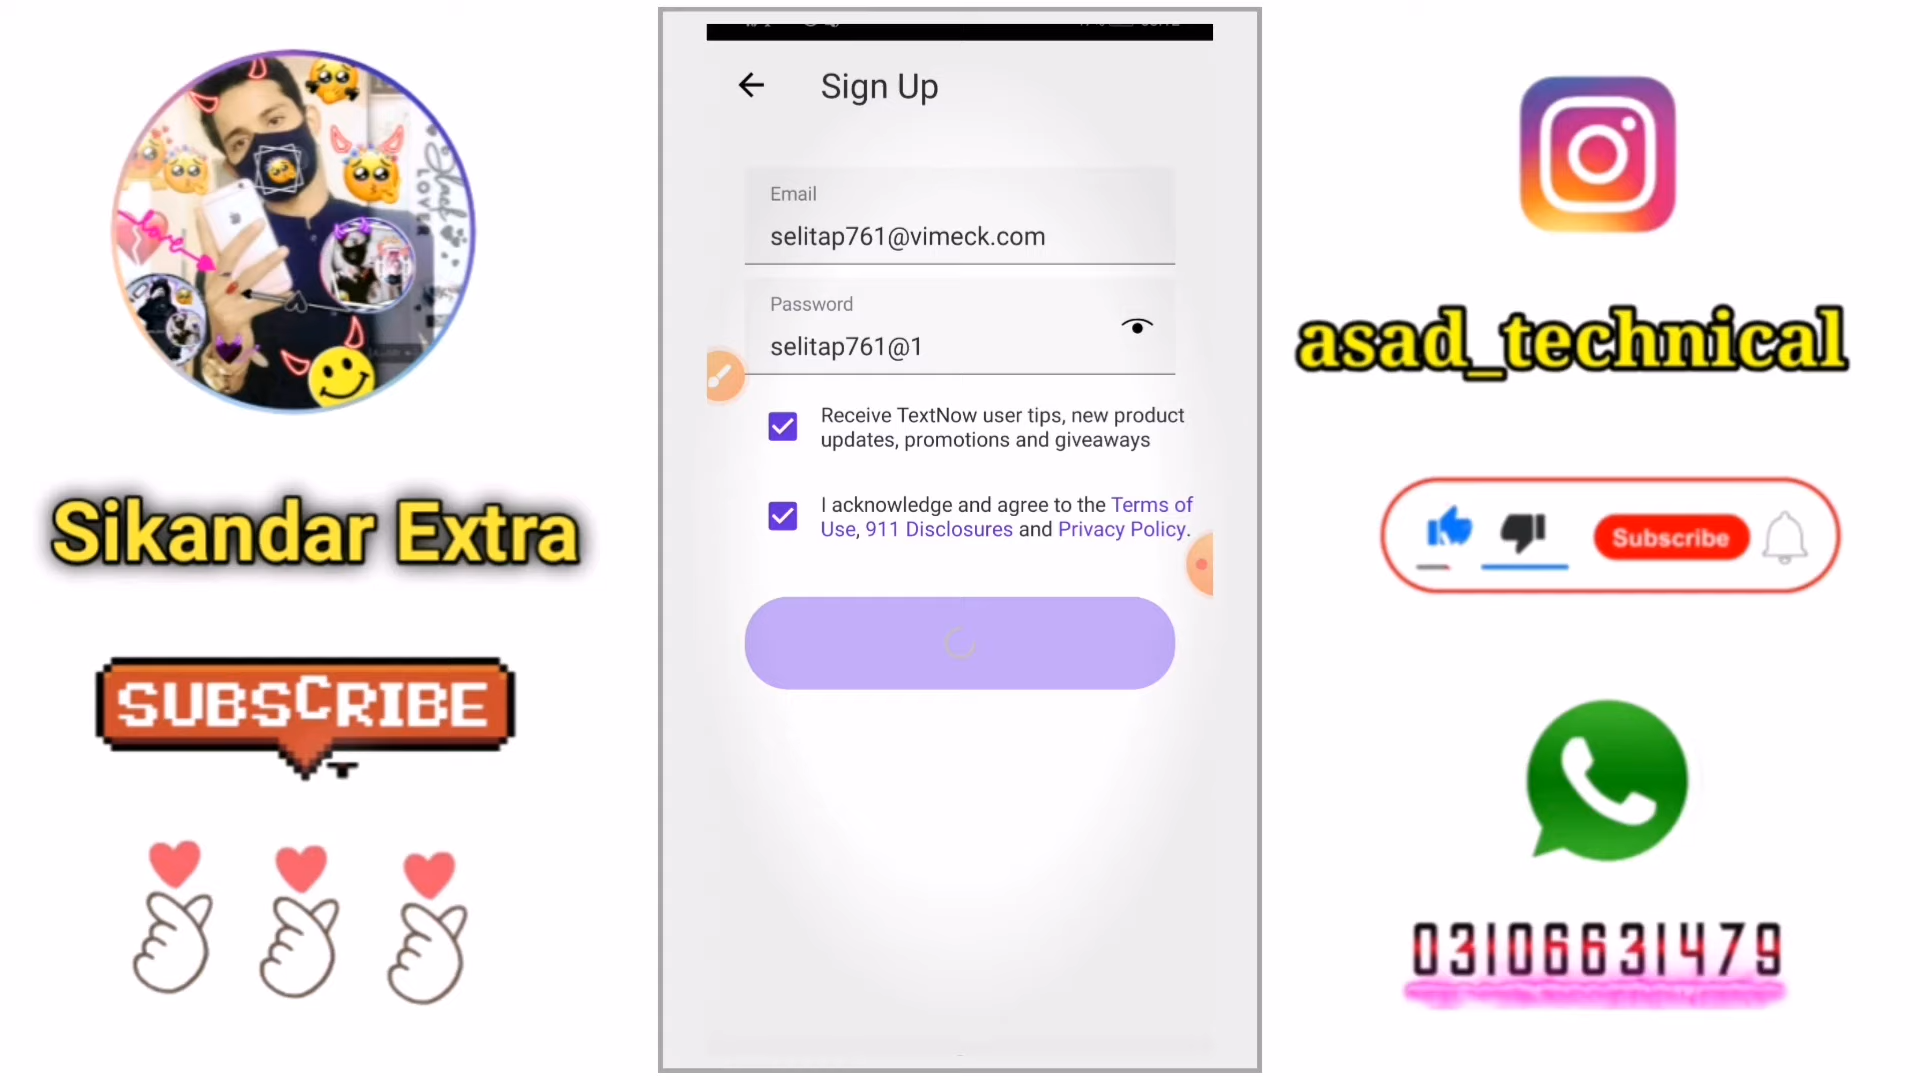 Sign Up
Email
selitap761@vimeck.com
Password
selitap761@1
Receive TextNow user tips, new product
updates, promotions and giveaways
I acknowledge and agree to the Terms of
Use, 911 Disclosures and Privacy Policy.
LOVER
love
Sikandar Extra
SUBSCRIBE
asad_technical
Subscribe
03106631479